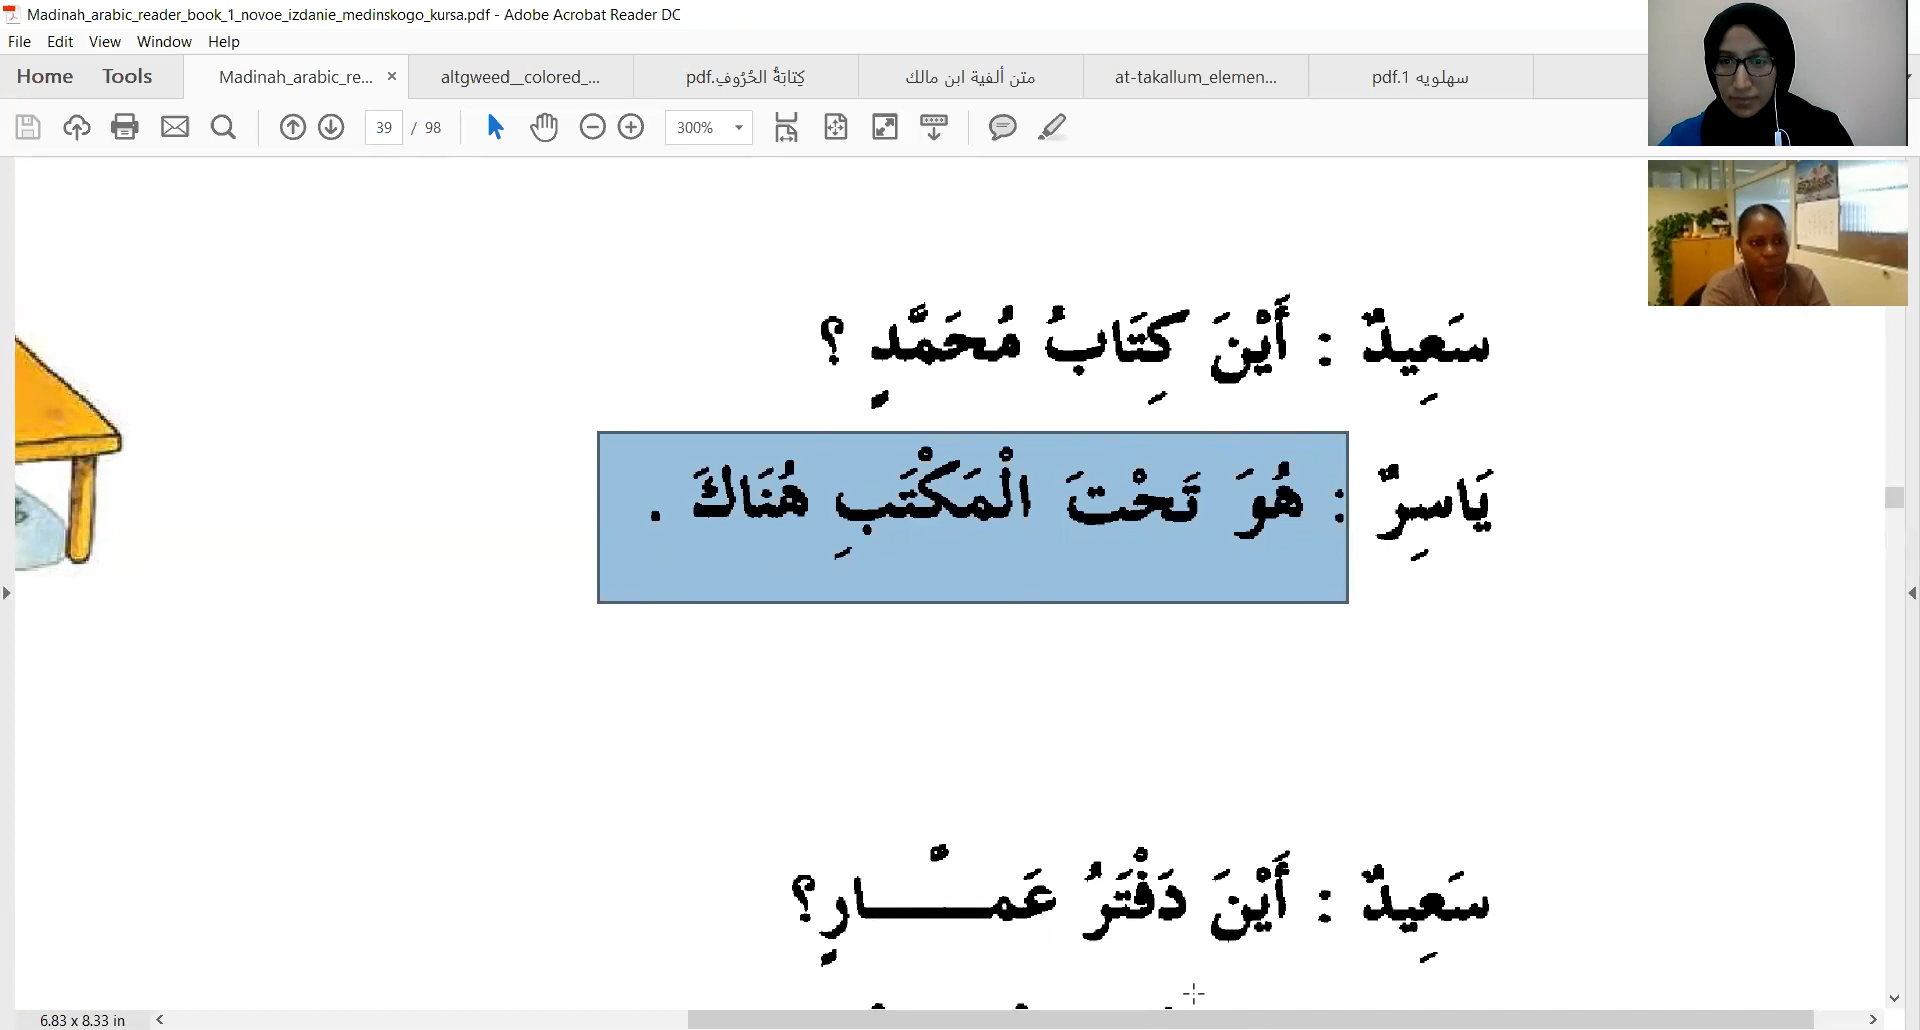 Madinah_arabic_reader_book_1_novoe_izdanie_medinskogo_kursa.pdf - Adobe Acrobat Reader DC
File Edit View Window Help
Home Tools Madinah_arabic_re... × altgweed__colored_... كِتابَةُ الحُرُوفِ.pdf متن ألفية ابن مالك at-takallum_elemen... سهلويه 1.pdf
39 / 98 300%
سَعِيدٌ : أَيْنَ كِتَابُ مُحَمَّدٍ ؟
يَاسِرٌ : هُوَ تَحْتَ الْمَكْتَبِ هُنَاكَ .
سَعِيدٌ : أَيْنَ دَفْتَرُ عَمَّـــــارٍ؟
6.83 x 8.33 in